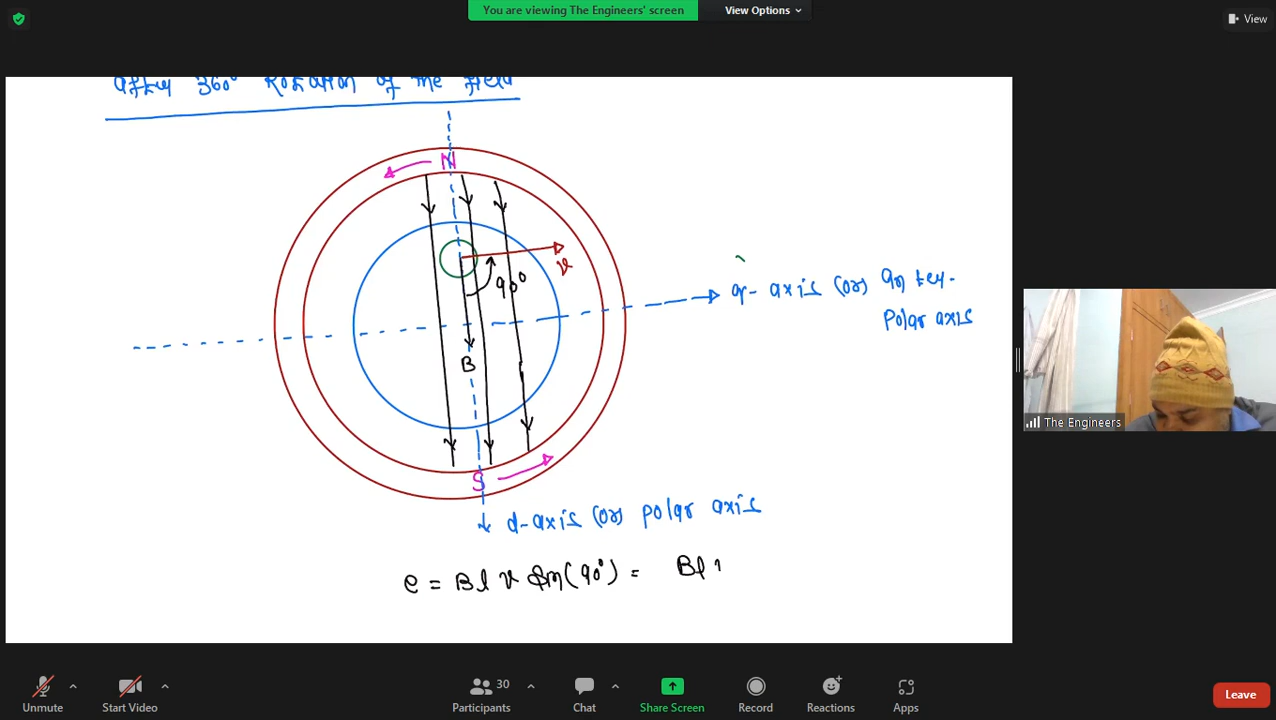 You are viewing The Engineers' screen
View Options
View
After 360° Rotation of the field
N
v
90°
q- axis (or) Inter-
Polar axis
B
S
d-axis (or) polar axis
e = Blv Sin(90°) = Bl
The Engineers
Unmute
Start Video
30
Participants
Chat
Share Screen
Record
Reactions
Apps
Leave